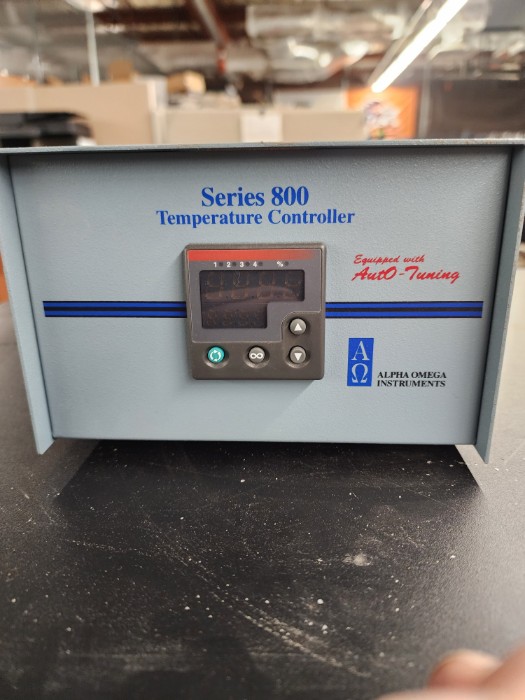 Series 800
Temperature Controller
Equipped with
AutO-Tuning
1 2 3 4 %
∞
Α
Ω
ALPHA OMEGA
INSTRUMENTS